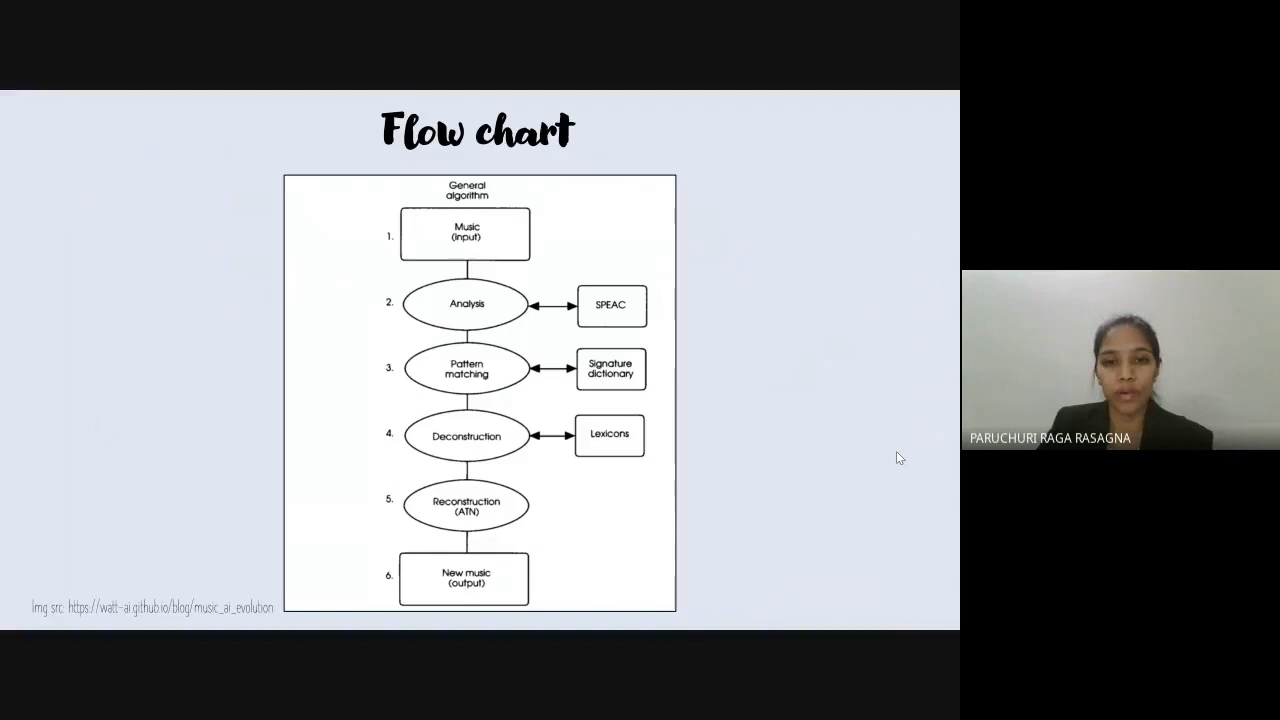 Flow chart
General
algorithm
1.
Music
(input)
2.
Analysis
SPEAC
3.
Pattern
matching
Signature
dictionary
4.
Deconstruction
Lexicons
5.
Reconstruction
(ATN)
6.
New music
(output)
Img src: https://watt-ai.github.io/blog/music_ai_evolution
PARUCHURI RAGA RASAGNA